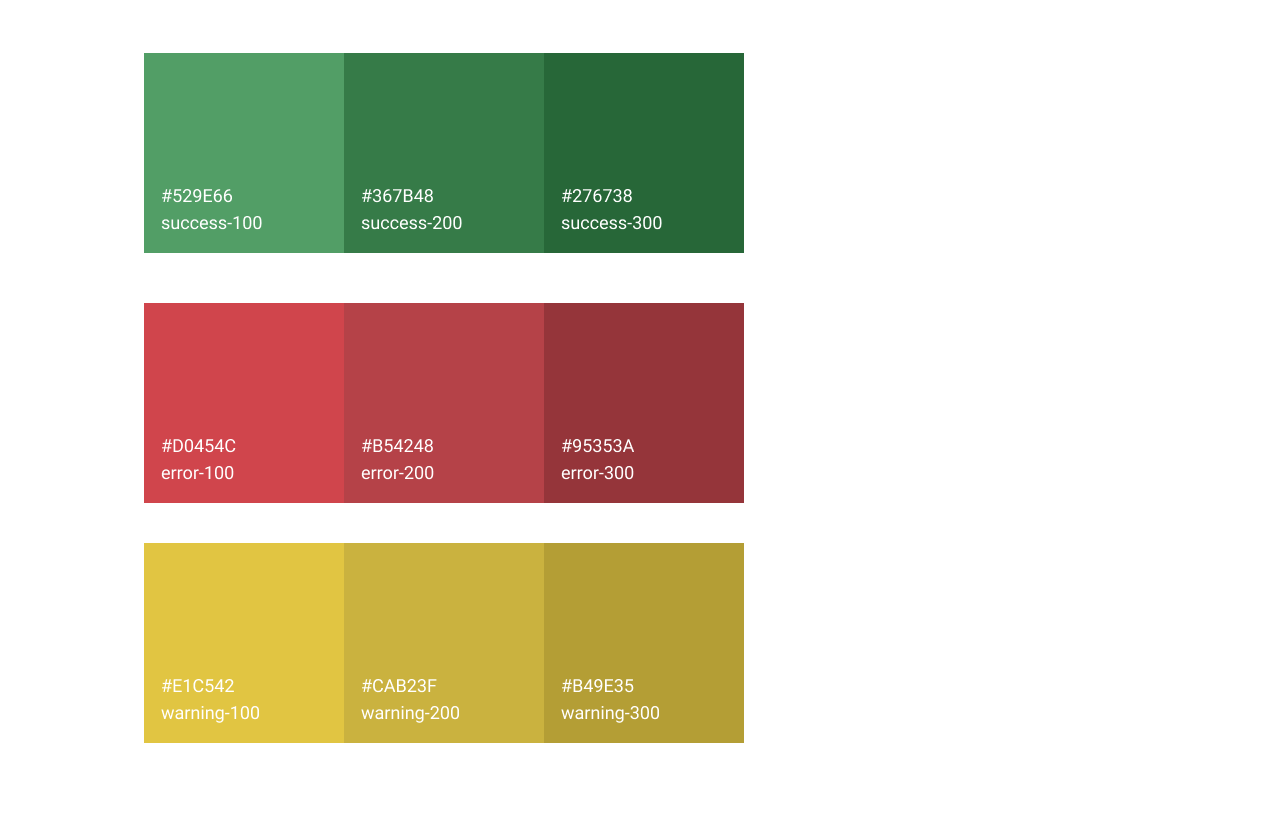 #529E66
success-100
#367B48
success-200
#276738
success-300
#D0454C
error-100
#B54248
error-200
#95353A
error-300
#E1C542
warning-100
#CAB23F
warning-200
#B49E35
warning-300